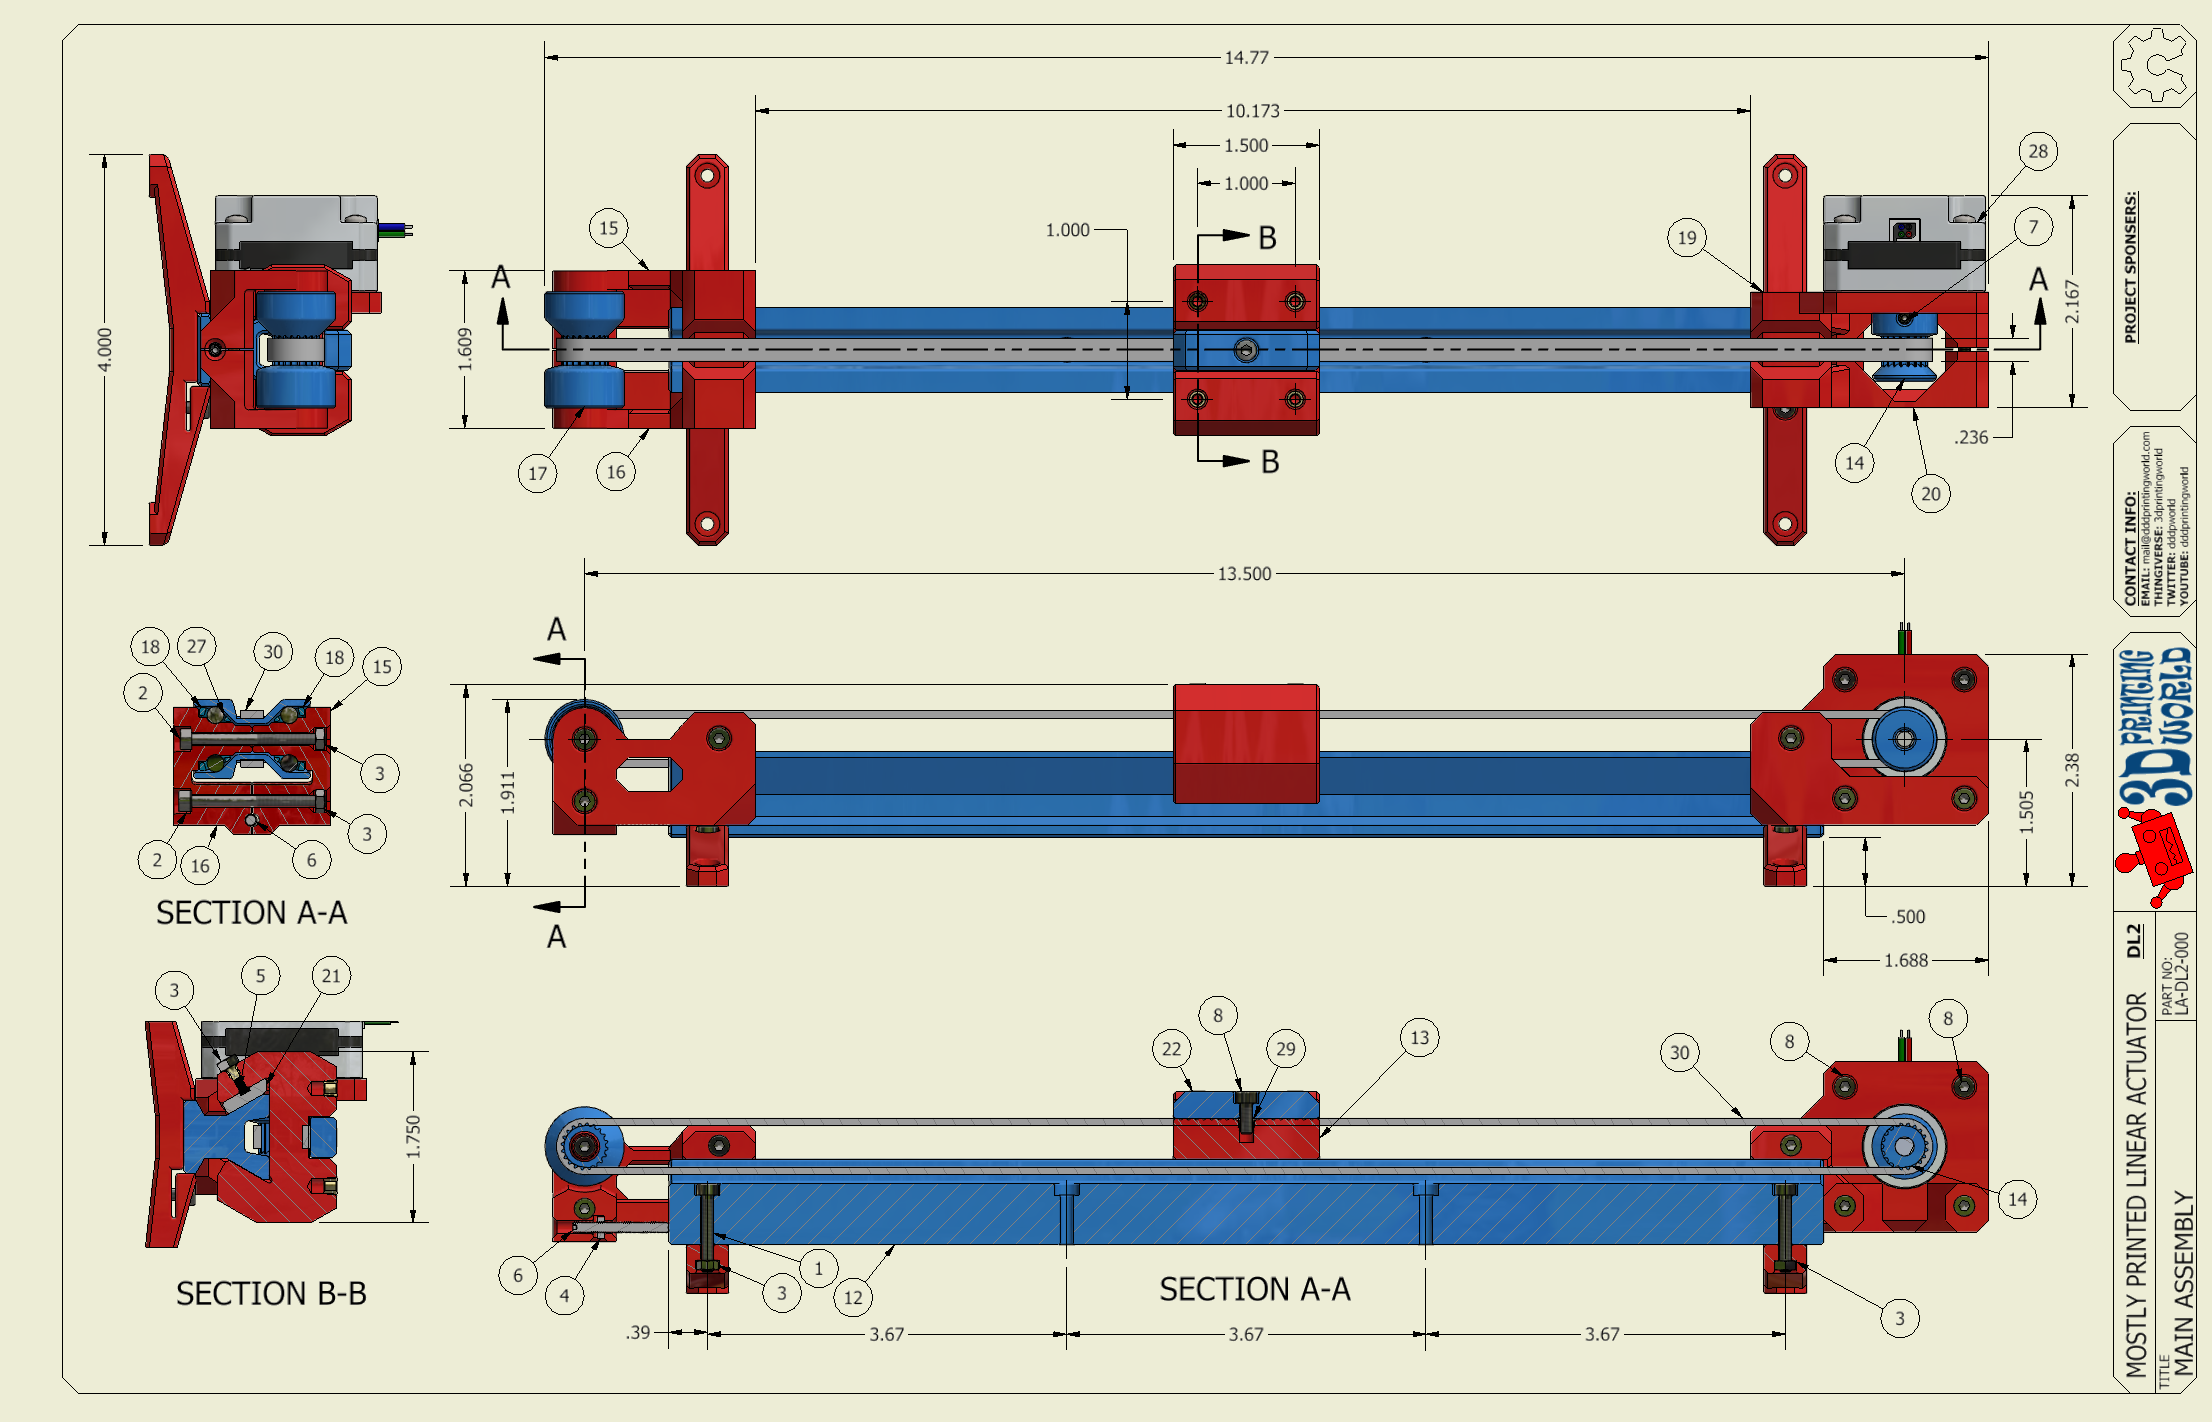 14.77
10.173
1.500
1.000
1.000
B
B
A
A
15
17
16
19
28
7
14
20
4.000
1.609
2.167
.236
13.500
A
A
2.066
1.911
2.38
1.505
.500
1.688
18
27
30
18
15
2
3
3
2
16
6
SECTION A-A
3
5
21
1.750
SECTION B-B
8
22
29
13
30
8
8
14
6
4
3
1
12
3
SECTION A-A
.39
3.67
3.67
3.67
PROJECT SPONSERS:
CONTACT INFO:
EMAIL: mail@dddprintingworld.com
THINGIVERSE: 3dprintingworld
TWITTER: dddpworld
YOUTUBE: dddprintingworld
3D PRINTING WORLD
MOSTLY PRINTED LINEAR ACTUATOR DL2
PART NO:
LA-DL2-000
TITLE
MAIN ASSEMBLY